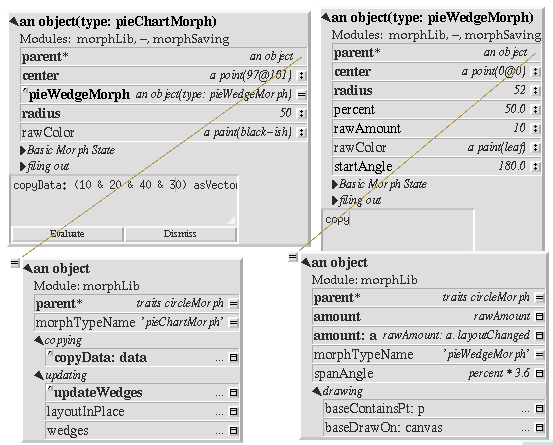 an object(type: pieChartMorph)
Modules: morphLib, –, morphSaving
parent* an object
center a point(97@101)
"pieWedgeMorph an object(type: pieWedgeMorph)
radius 50
rawColor a paint(black-ish)
Basic Morph State
filing out
copyData: (10 & 20 & 40 & 30) asVector
Evaluate Dismiss
an object
Module: morphLib
parent* traits circleMorph
morphTypeName 'pieChartMorph'
copying
"copyData: data ...
updating
"updateWedges ...
layoutInPlace ...
wedges ...
an object(type: pieWedgeMorph)
Modules: morphLib, –, morphSaving
parent* an object
center a point(0@0)
radius 52
percent 50.0
rawAmount 10
rawColor a paint(leaf)
startAngle 180.0
Basic Morph State
filing out
copy
an object
Module: morphLib
parent* traits circleMorph
amount rawAmount
amount: a rawAmount: a. layoutChanged
morphTypeName 'pieWedgeMorph'
spanAngle percent * 3.6
drawing
baseContainsPt: p ...
baseDrawOn: canvas ...